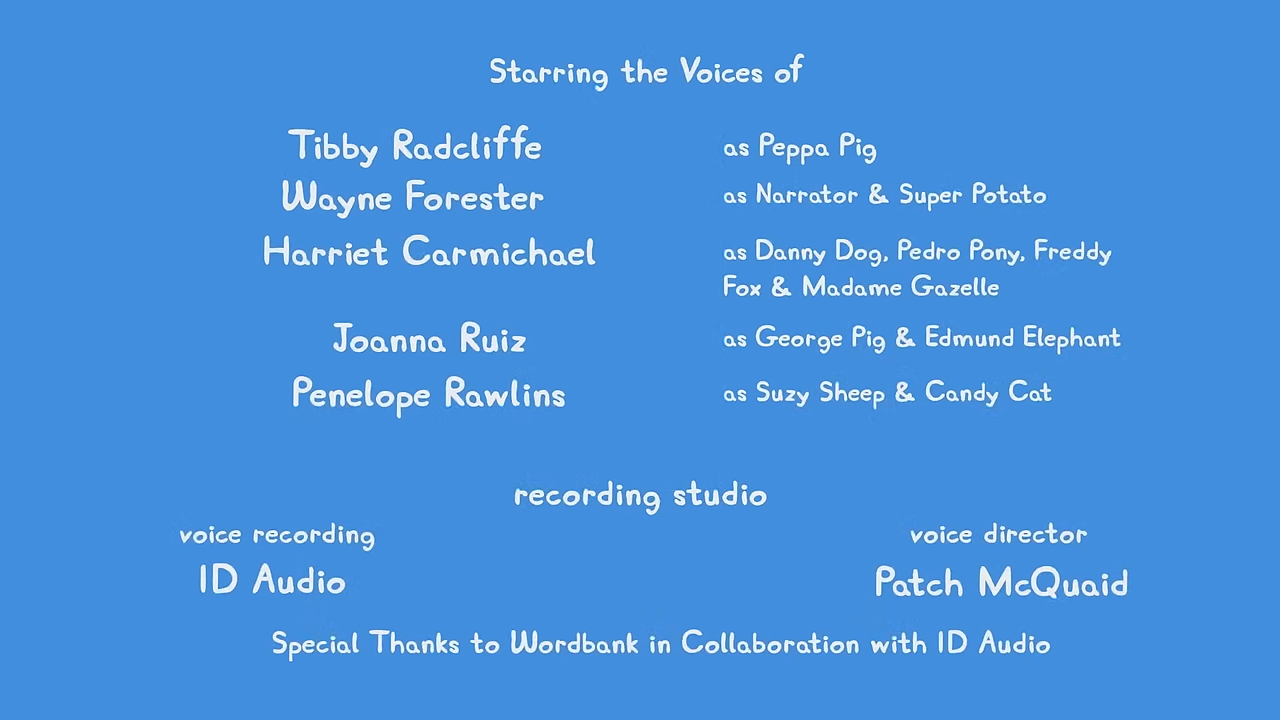 Starring the Voices of
Tibby Radcliffe as Peppa Pig
Wayne Forester as Narrator & Super Potato
Harriet Carmichael as Danny Dog, Pedro Pony, Freddy
Fox & Madame Gazelle
Joanna Ruiz as George Pig & Edmund Elephant
Penelope Rawlins as Suzy Sheep & Candy Cat
recording studio
voice recording voice director
ID Audio Patch McQuaid
Special Thanks to Wordbank in Collaboration with ID Audio